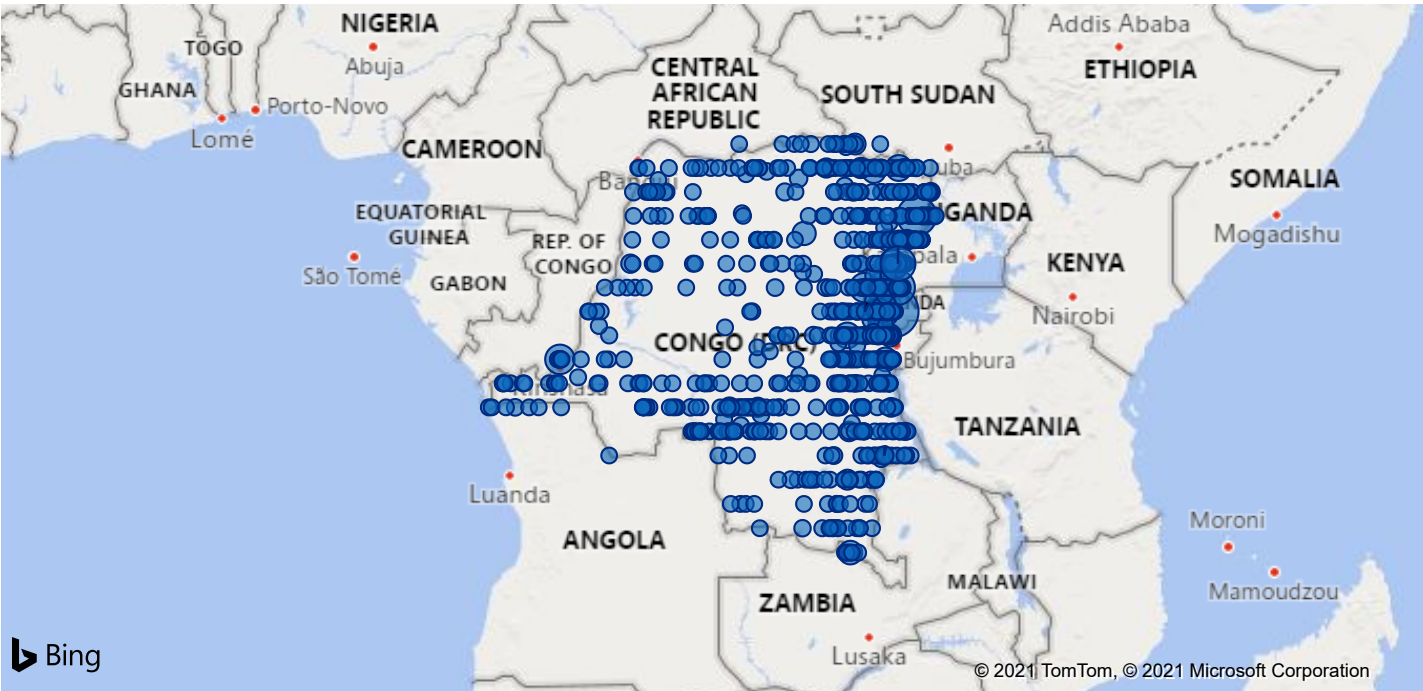 NIGERIA
Addis Ababa
TOGO
Abuja
CENTRAL
AFRICAN
REPUBLIC
ETHIOPIA
GHANA
Porto-Novo
SOUTH SUDAN
Lomé
CAMEROON
SOMALIA
EQUATORIAL
GUINEA
Mogadishu
REP. OF
CONGO
São Tomé
GABON
KENYA
Nairobi
CONGO (DRC)
Bujumbura
Kinshasa
TANZANIA
Luanda
ANGOLA
Moroni
MALAWI
Mamoudzou
ZAMBIA
Lusaka
Bing
© 2021 TomTom, © 2021 Microsoft Corporation